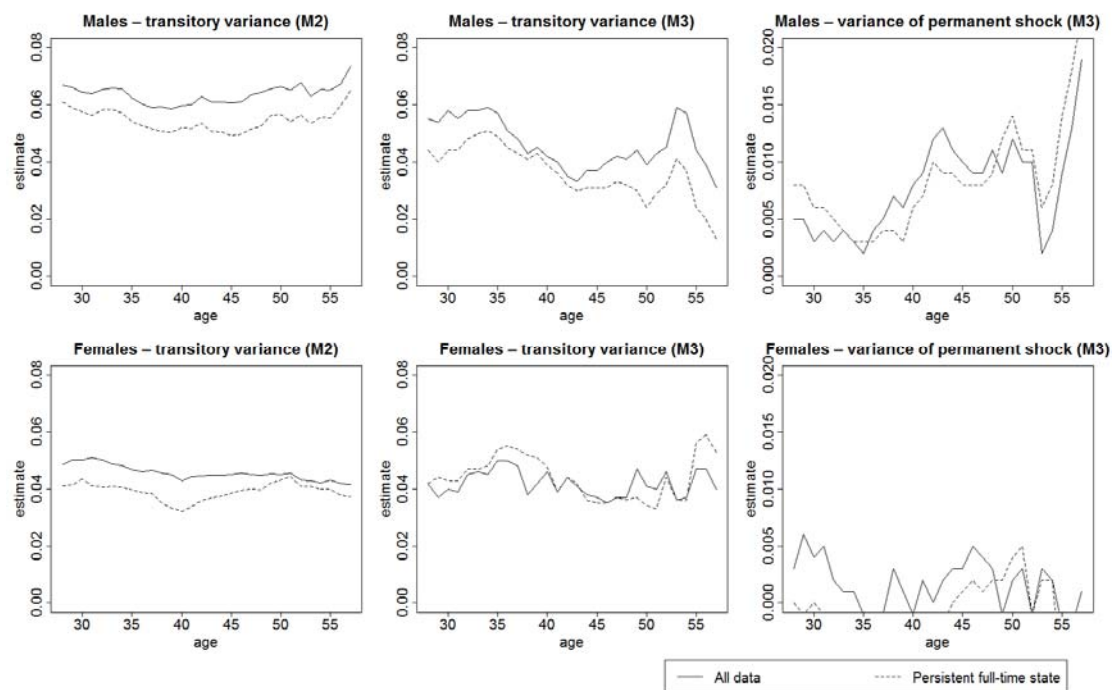 Males – transitory variance (M2)
0.00 0.02 0.04 0.06 0.08
estimate
30 35 40 45 50 55
age
Males – transitory variance (M3)
0.00 0.02 0.04 0.06 0.08
estimate
30 35 40 45 50 55
age
Males – variance of permanent shock (M3)
0.000 0.005 0.010 0.015 0.020
estimate
30 35 40 45 50 55
age
Females – transitory variance (M2)
0.00 0.02 0.04 0.06 0.08
estimate
30 35 40 45 50 55
age
Females – transitory variance (M3)
0.00 0.02 0.04 0.06 0.08
estimate
30 35 40 45 50 55
age
Females – variance of permanent shock (M3)
0.000 0.005 0.010 0.015 0.020
estimate
30 35 40 45 50 55
age
All data
Persistent full-time state